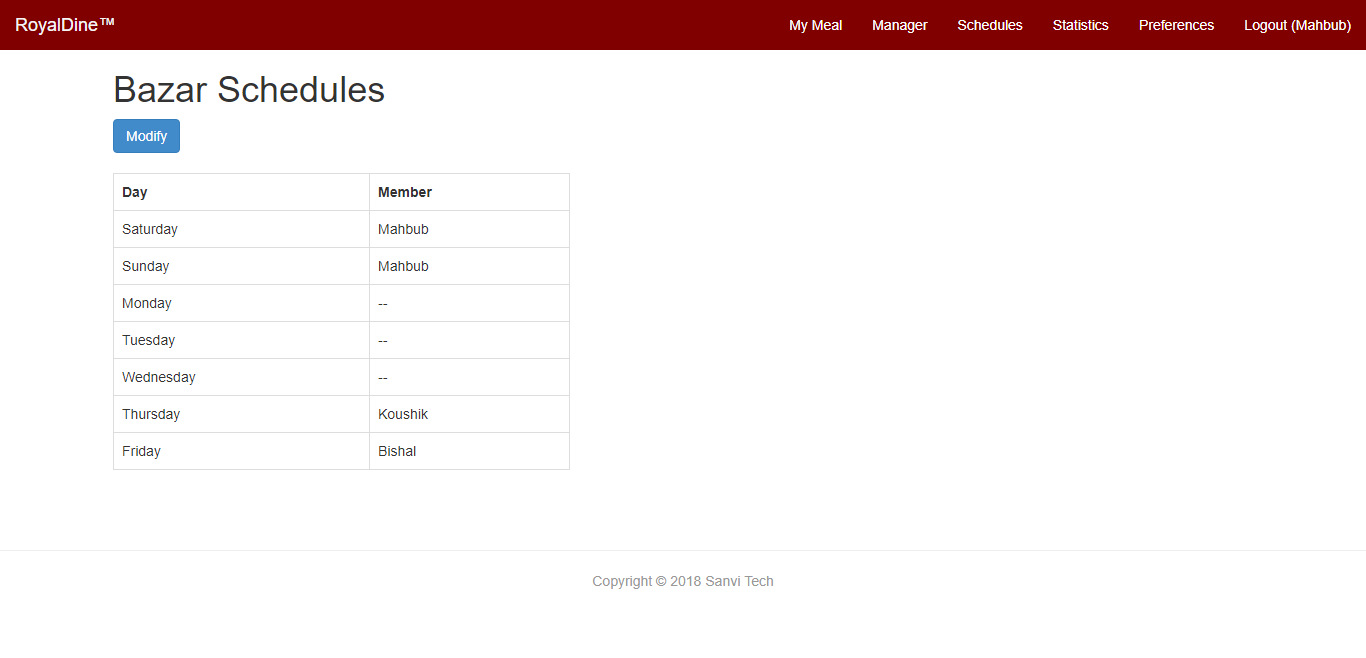 RoyalDine™ My Meal Manager Schedules Statistics Preferences Logout (Mahbub)
Bazar Schedules
Modify
Day Member
Saturday Mahbub
Sunday Mahbub
Monday --
Tuesday --
Wednesday --
Thursday Koushik
Friday Bishal
Copyright © 2018 Sanvi Tech